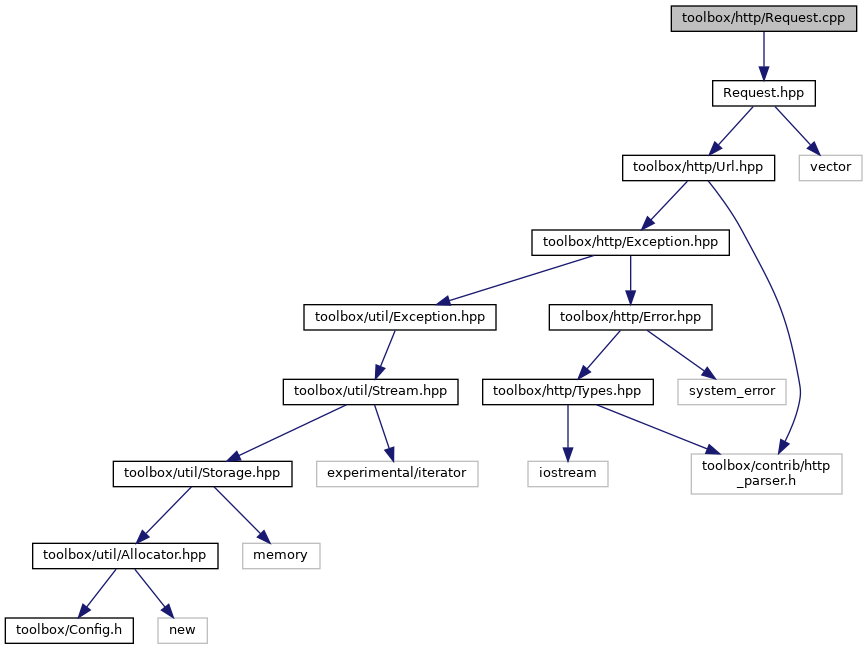 toolbox/http/Request.cpp
Request.hpp
toolbox/http/Url.hpp
vector
toolbox/http/Exception.hpp
toolbox/util/Exception.hpp
toolbox/http/Error.hpp
toolbox/util/Stream.hpp
toolbox/http/Types.hpp
system_error
toolbox/util/Storage.hpp
experimental/iterator
iostream
toolbox/contrib/http
_parser.h
toolbox/util/Allocator.hpp
memory
toolbox/Config.h
new